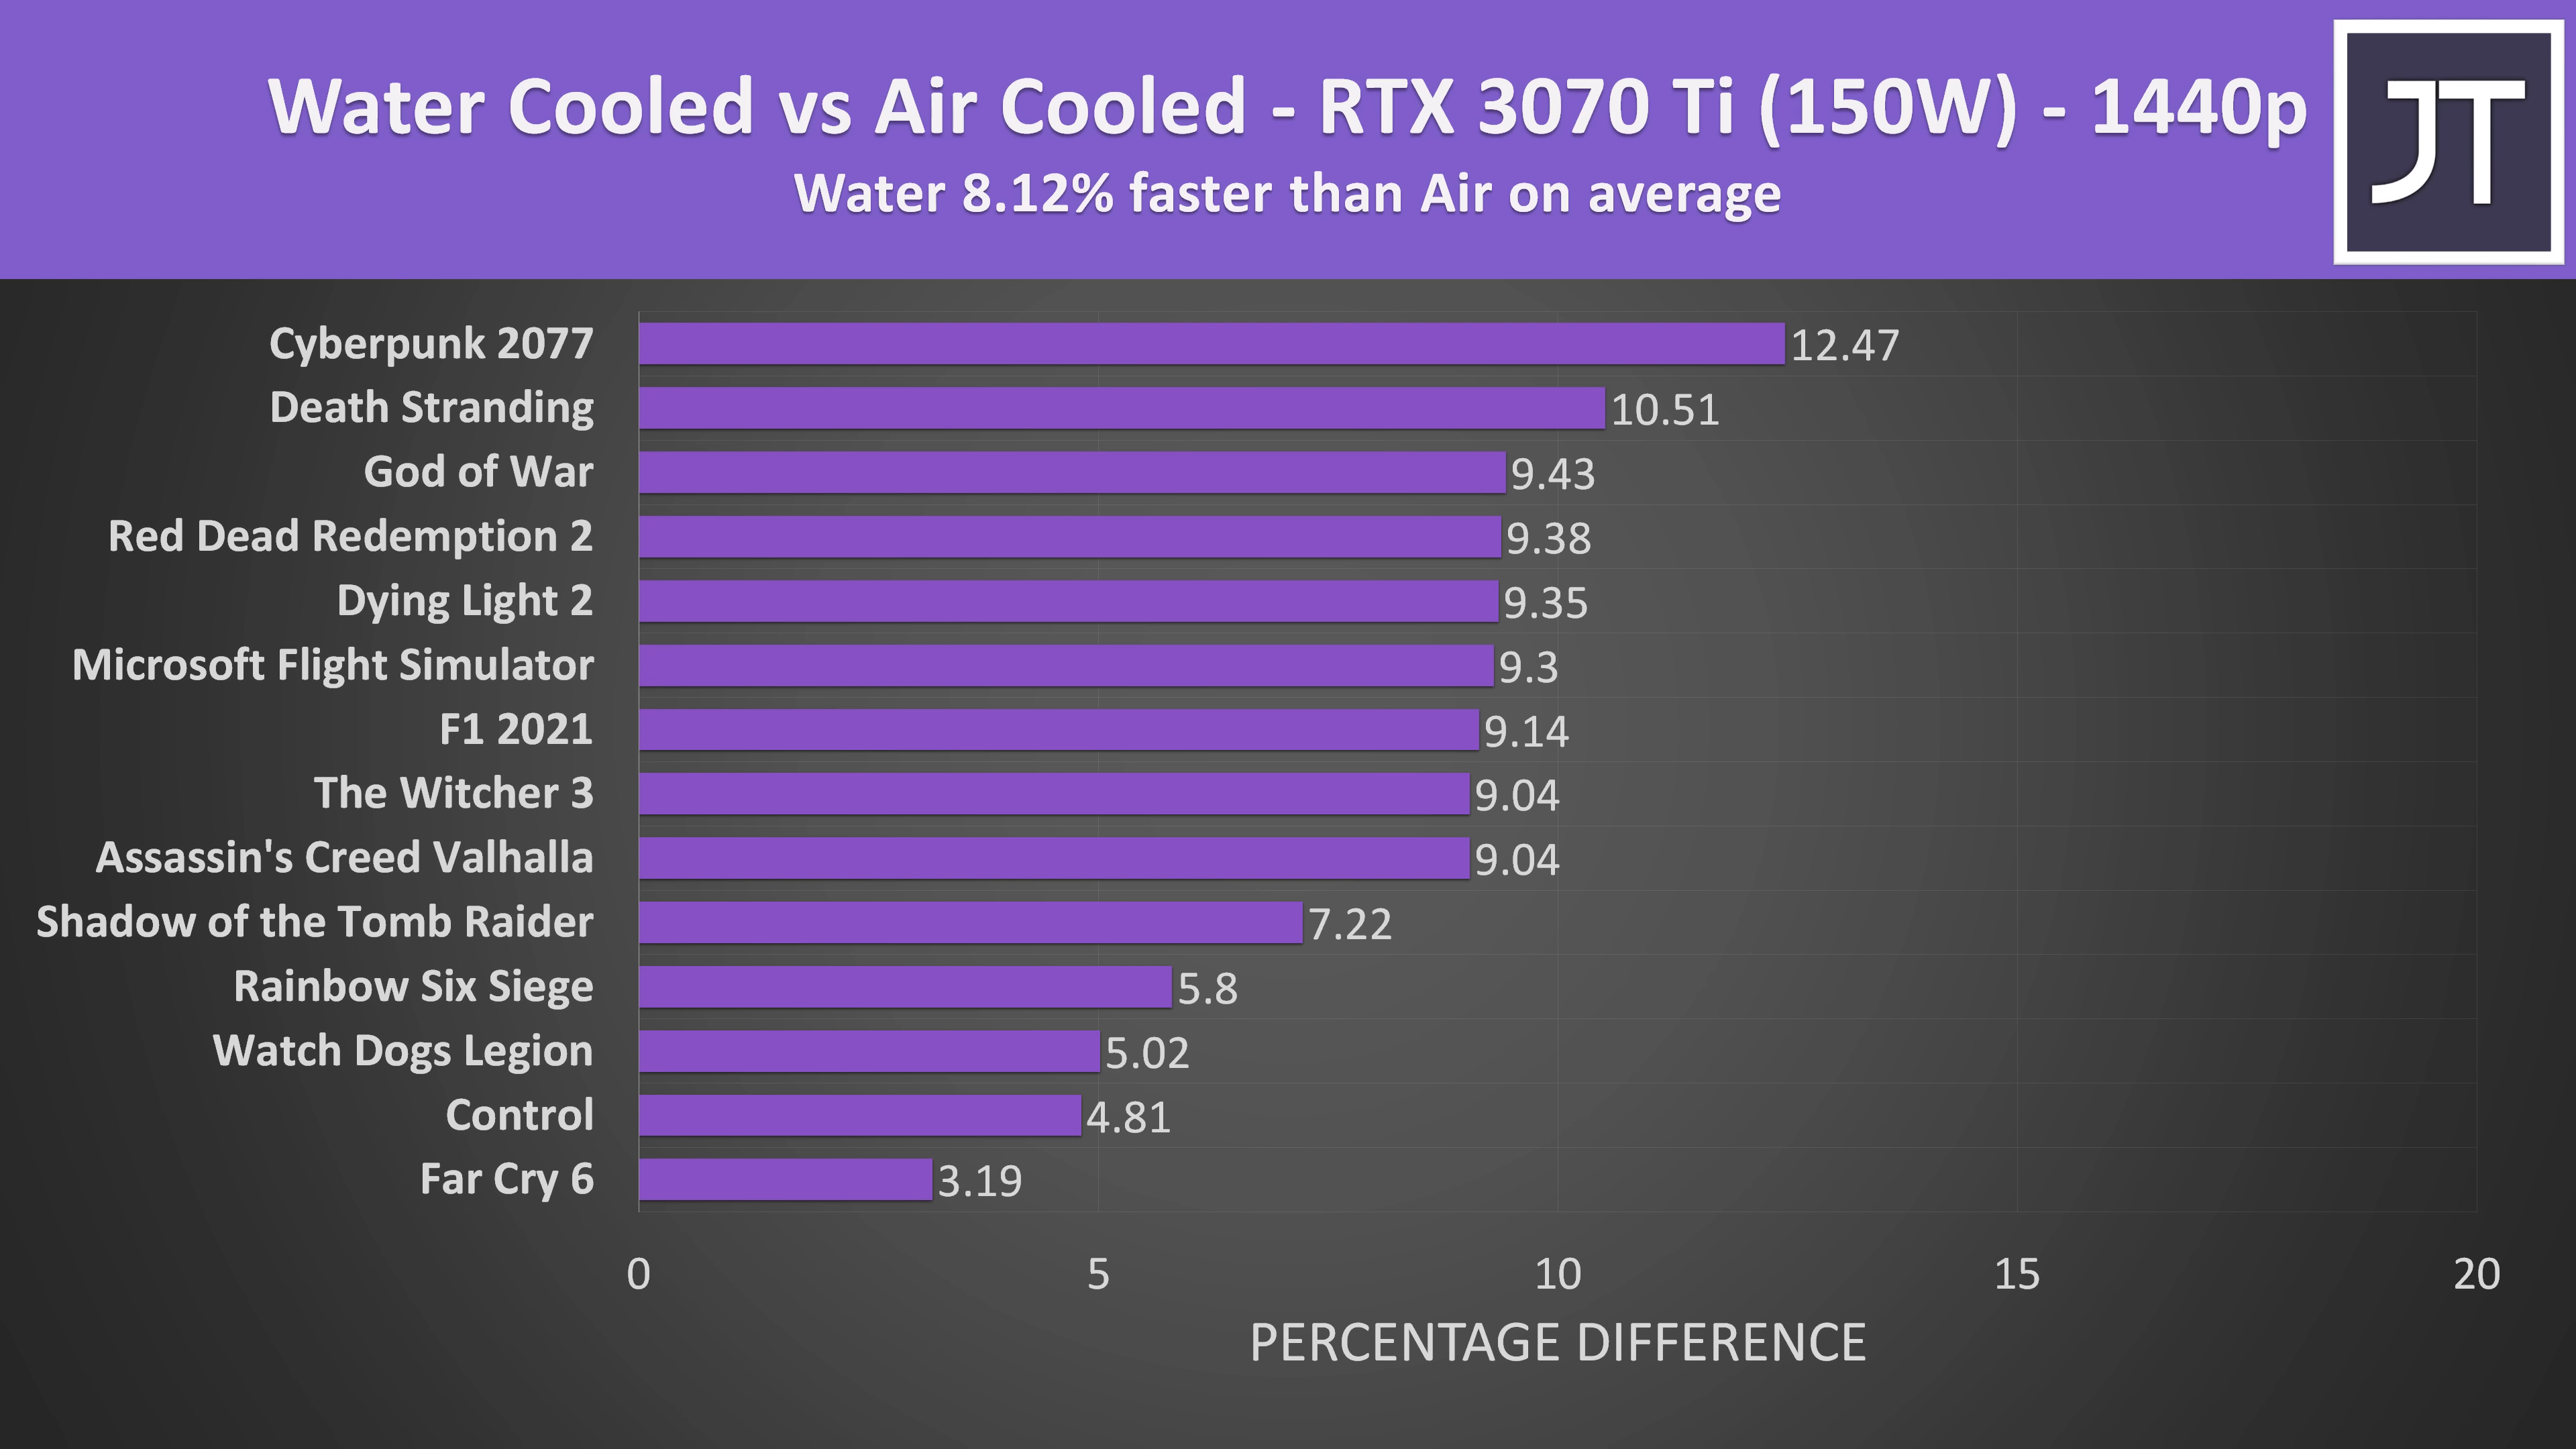 Water Cooled vs Air Cooled - RTX 3070 Ti (150W) - 1440p
Water 8.12% faster than Air on average
JT
Cyberpunk 2077 12.47
Death Stranding 10.51
God of War 9.43
Red Dead Redemption 2 9.38
Dying Light 2 9.35
Microsoft Flight Simulator 9.3
F1 2021 9.14
The Witcher 3 9.04
Assassin's Creed Valhalla 9.04
Shadow of the Tomb Raider 7.22
Rainbow Six Siege 5.8
Watch Dogs Legion 5.02
Control 4.81
Far Cry 6 3.19
0 5 10 15 20
PERCENTAGE DIFFERENCE